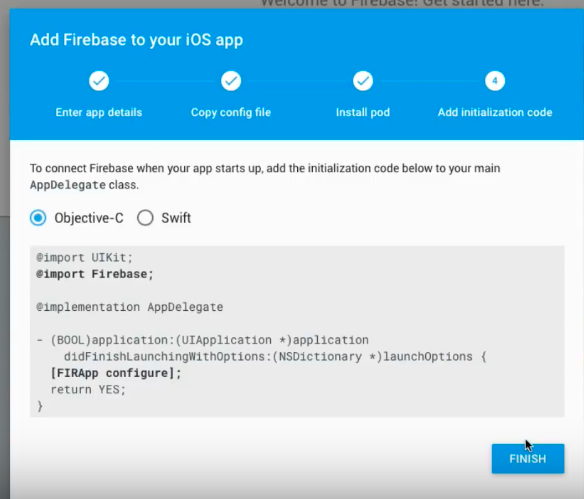 Welcome to Firebase! Get started here.
Add Firebase to your iOS app
4
Enter app details
Copy config file
Install pod
Add initialization code
To connect Firebase when your app starts up, add the initialization code below to your main
AppDelegate class.
Objective-C
Swift
@import UIKit;
@import Firebase;
@implementation AppDelegate
- (BOOL)application:(UIApplication *)application
didFinishLaunchingWithOptions:(NSDictionary *)launchOptions {
[FIRApp configure];
return YES;
}
FINISH